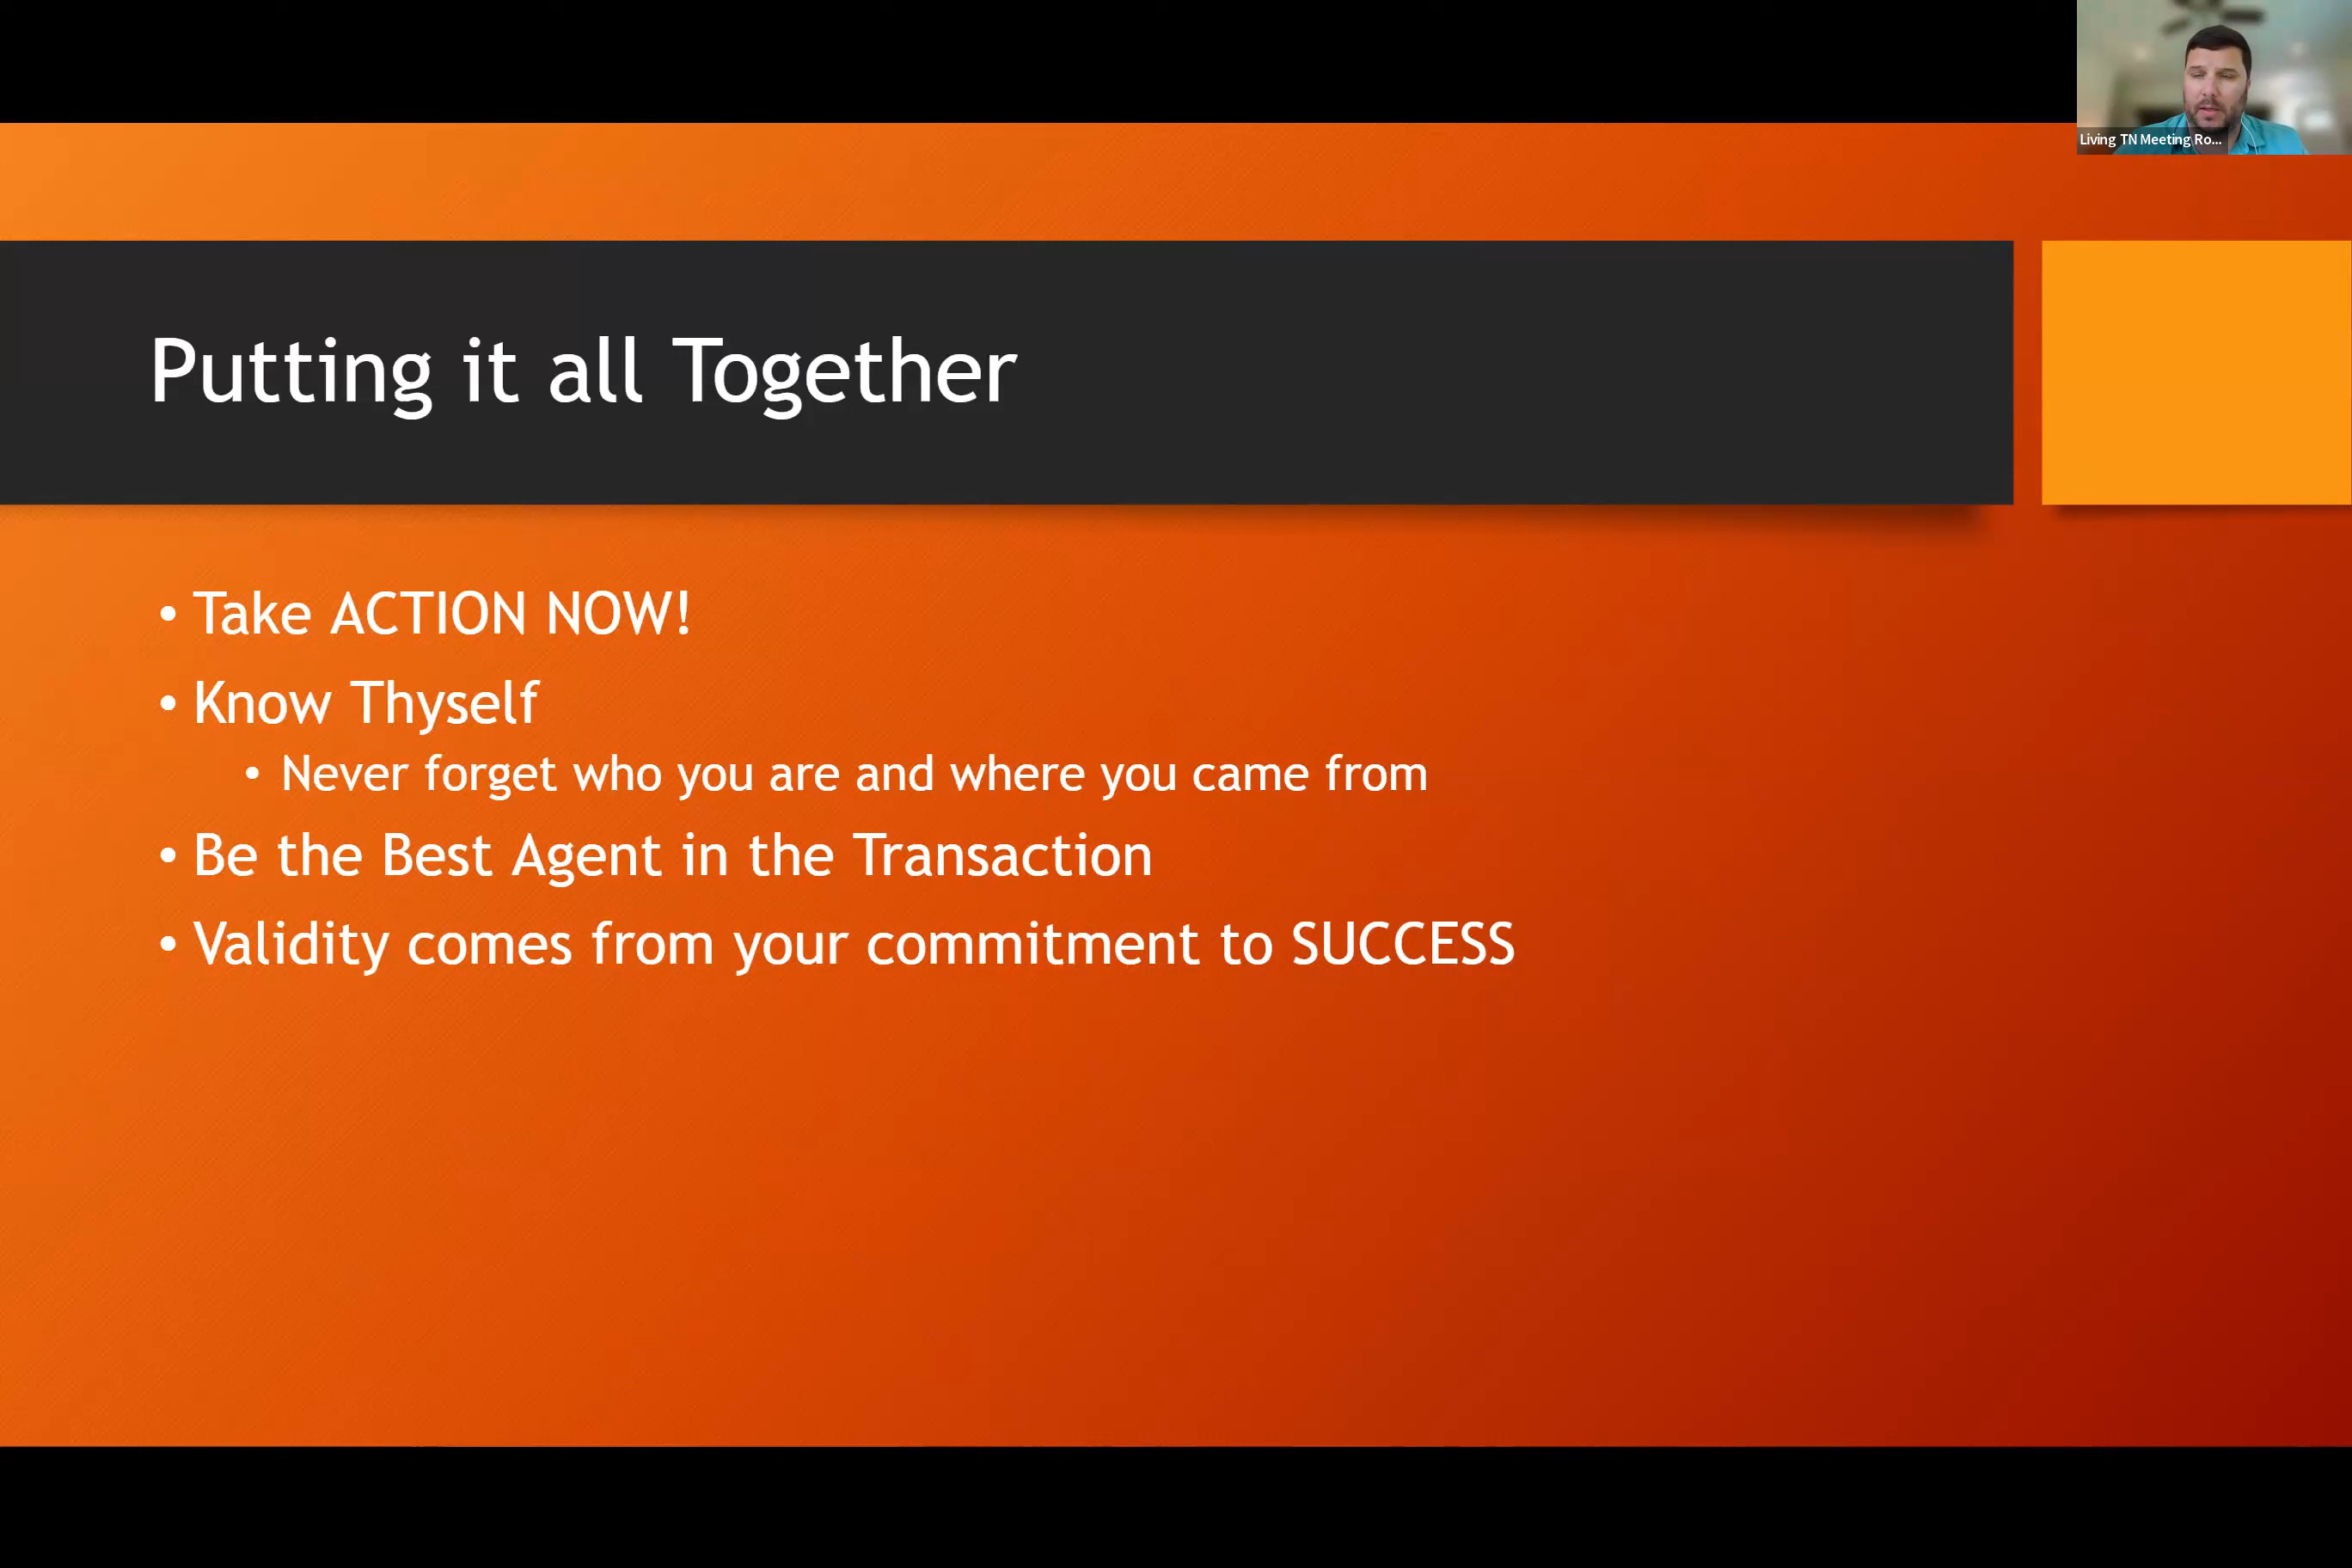 Living TN Meeting Ro...
Putting it all Together
• Take ACTION NOW!
• Know Thyself
• Never forget who you are and where you came from
• Be the Best Agent in the Transaction
• Validity comes from your commitment to SUCCESS